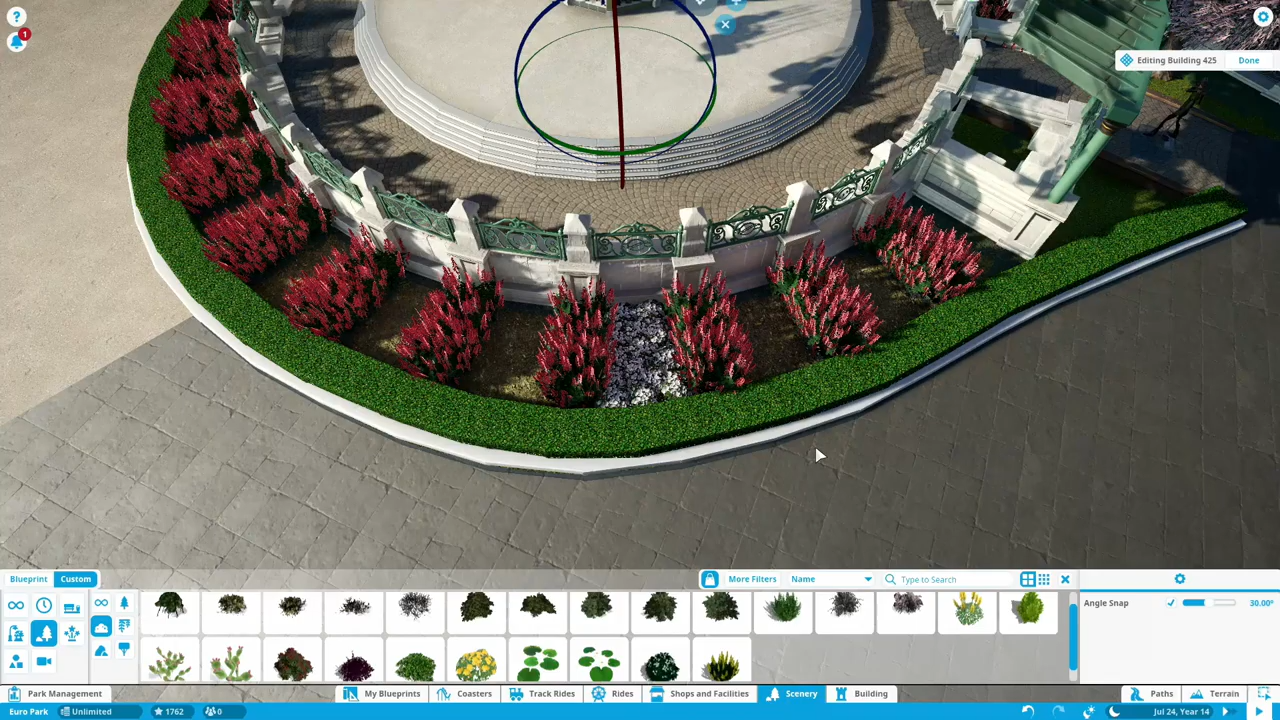 ?
1
Editing Building 425 Done
Blueprint Custom More Filters Name Type to Search
Angle Snap 30.00°
Park Management My Blueprints Coasters Track Rides Rides Shops and Facilities Scenery Building Paths Terrain
Euro Park Unlimited 1762 0 Jul 24, Year 14